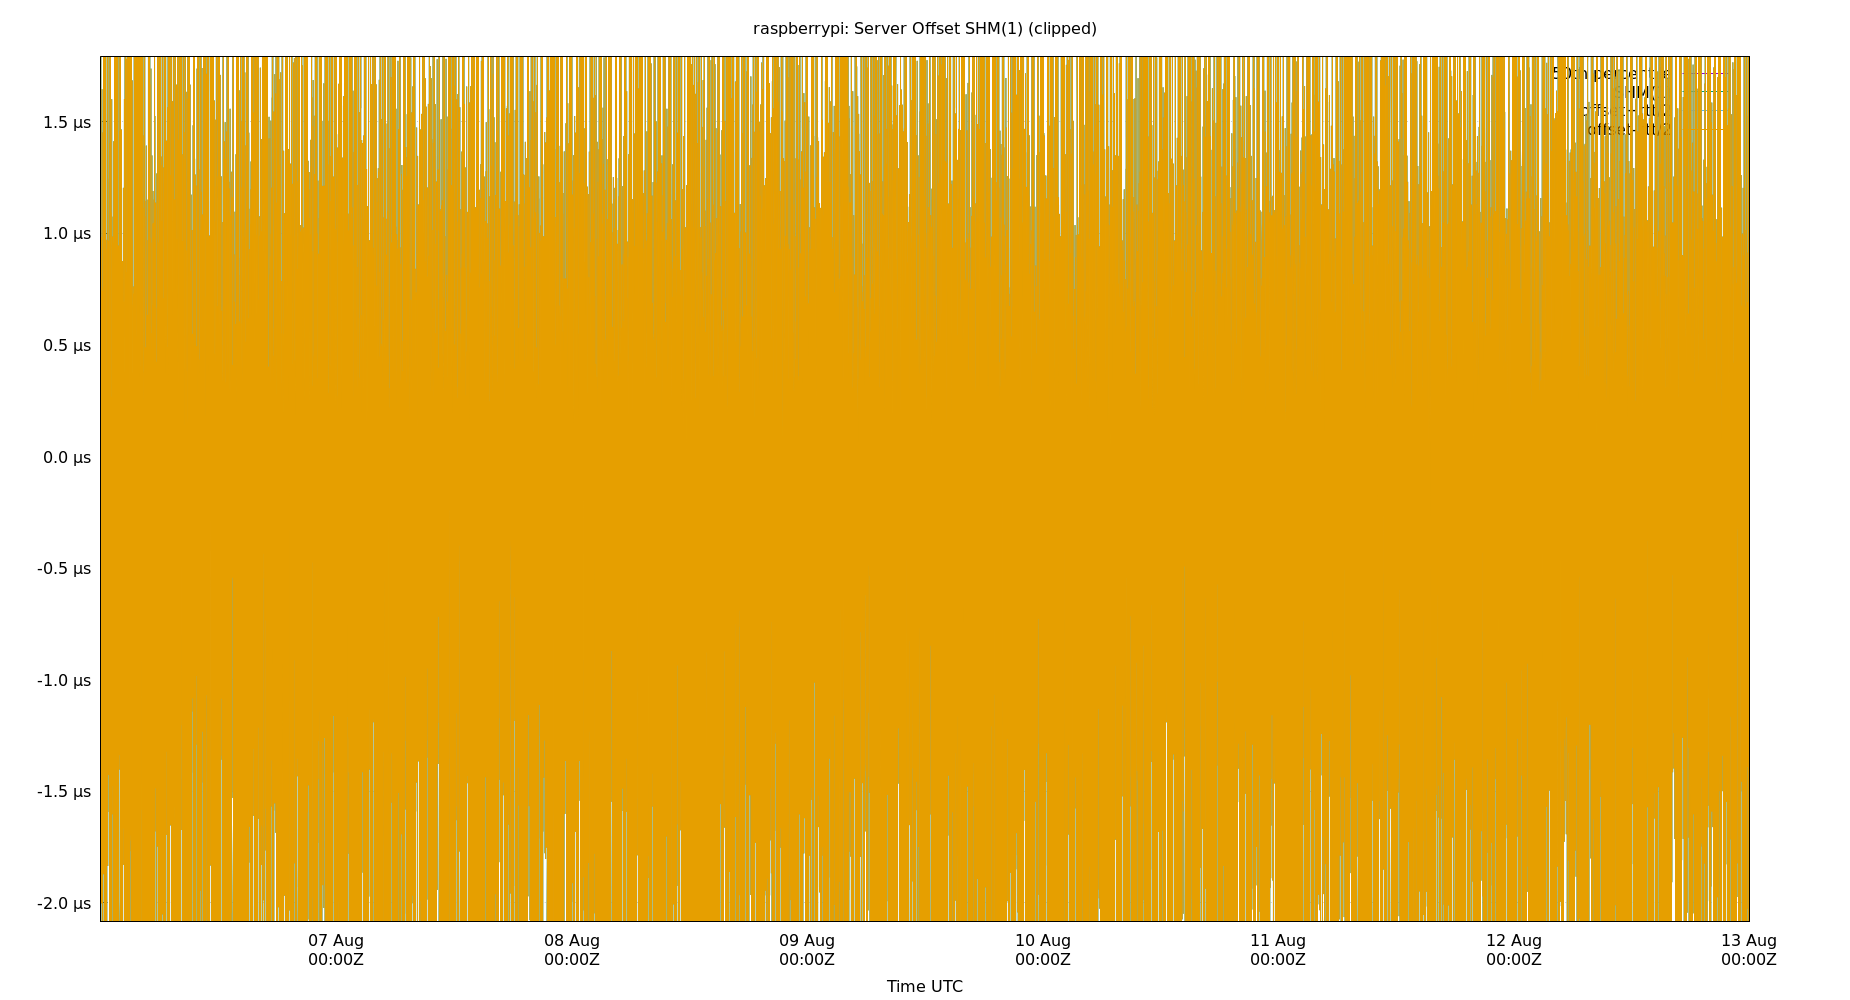 raspberrypi: Server Offset SHM(1) (clipped)
50th percentile
1.5 µs
1.0 µs
0.5 µs
0.0 µs
-0.5 µs
-1.0 µs
-1.5 µs
-2.0 µs
07 Aug 08 Aug 09 Aug 10 Aug 11 Aug 12 Aug 13 Aug
00:00Z 00:00Z 00:00Z 00:00Z 00:00Z 00:00Z 00:00Z
Time UTC